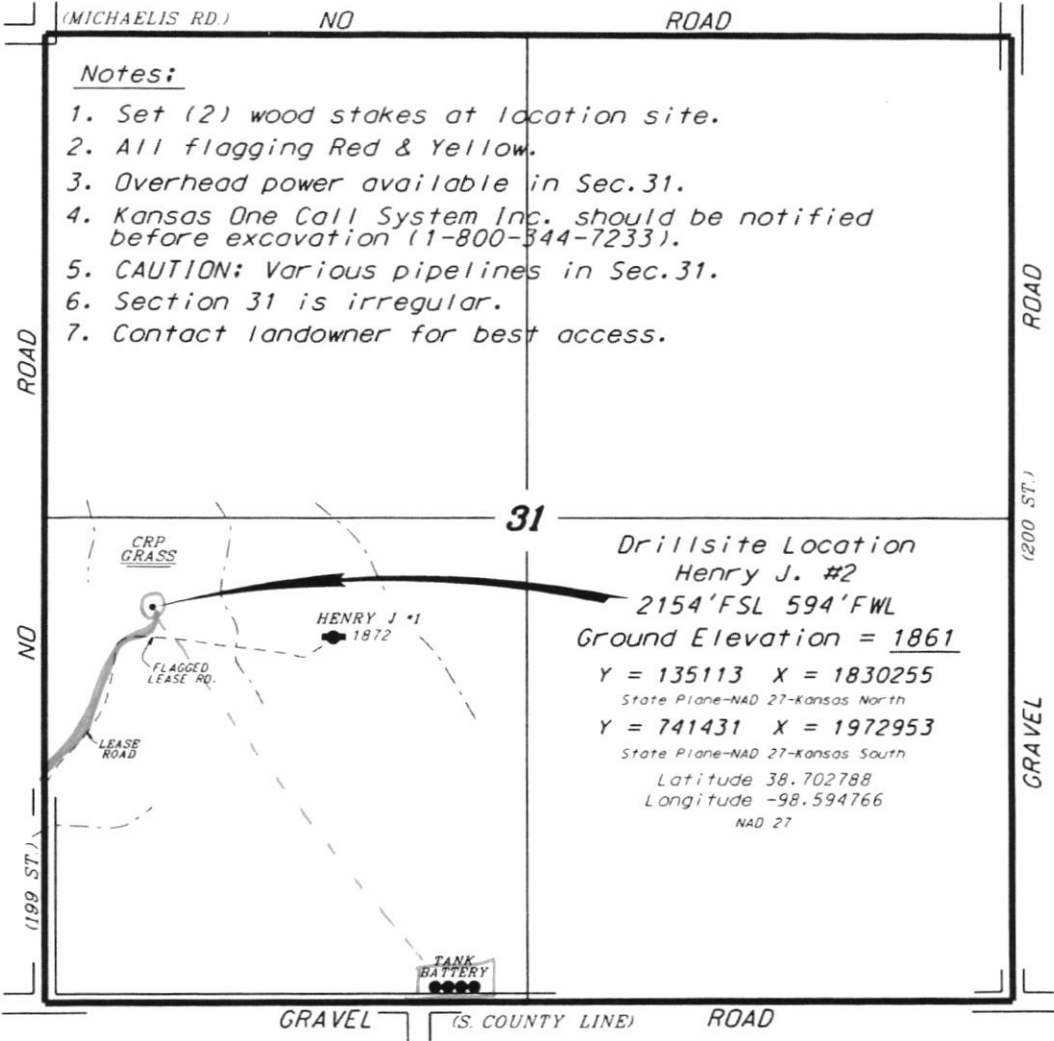 (MICHAELIS RD.) NO ROAD
Notes:
1. Set (2) wood stakes at location site.
2. All flagging Red & Yellow.
3. Overhead power available in Sec.31.
4. Kansas One Call System Inc. should be notified
before excavation (1-800-344-7233).
5. CAUTION: Various pipelines in Sec.31.
6. Section 31 is irregular.
7. Contact landowner for best access.
ROAD
NO
(199 ST.)
ROAD
(200 ST.)
GRAVEL
31
CRP
GRASS
HENRY J #1
1872
FLAGGED
LEASE RD.
LEASE
ROAD
Drillsite Location
Henry J. #2
2154'FSL 594'FWL
Ground Elevation = 1861
Y = 135113 X = 1830255
State Plane-NAD 27-Kansas North
Y = 741431 X = 1972953
State Plane-NAD 27-Kansas South
Latitude 38.702788
Longitude -98.594766
NAD 27
TANK
BATTERY
GRAVEL (S. COUNTY LINE) ROAD